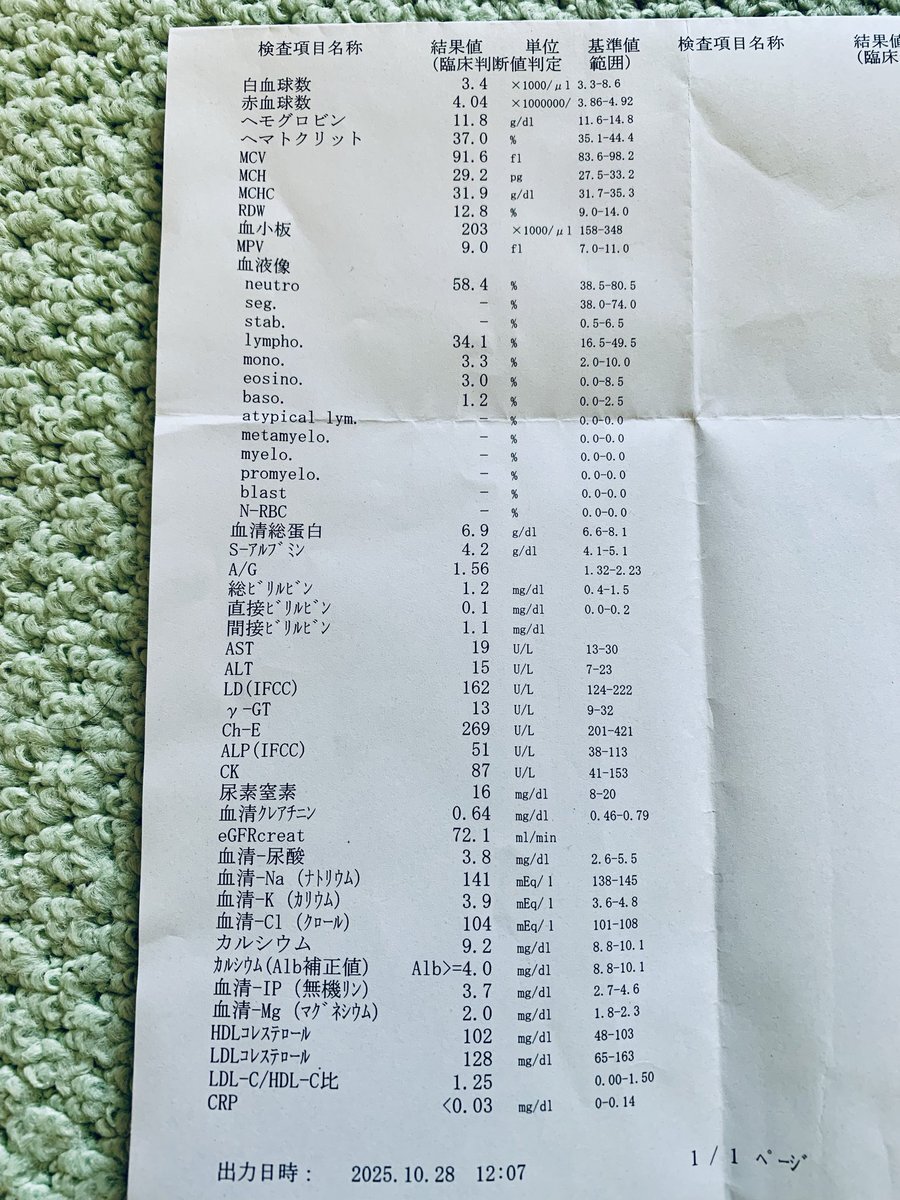 検査項目名称 結果値 単位 基準値 検査項目名称 結果値
(臨床判断値判定 範囲) (臨床
白血球数 3.4 ×1000/μl 3.3-8.6
赤血球数 4.04 ×1000000/ 3.86-4.92
ヘモグロビン 11.8 g/dl 11.6-14.8
ヘマトクリット 37.0 % 35.1-44.4
MCV 91.6 fl 83.6-98.2
MCH 29.2 pg 27.5-33.2
MCHC 31.9 g/dl 31.7-35.3
RDW 12.8 % 9.0-14.0
血小板 203 ×1000/μl 158-348
MPV 9.0 fl 7.0-11.0
血液像
neutro 58.4 % 38.5-80.5
seg. - % 38.0-74.0
stab. - % 0.5-6.5
lympho. 34.1 % 16.5-49.5
mono. 3.3 % 2.0-10.0
eosino. 3.0 % 0.0-8.5
baso. 1.2 % 0.0-2.5
atypical lym. - % 0.0-0.0
metamyelo. - % 0.0-0.0
myelo. - % 0.0-0.0
promyelo. - % 0.0-0.0
blast - % 0.0-0.0
N-RBC - % 0.0-0.0
血清総蛋白 6.9 g/dl 6.6-8.1
S-アルブミン 4.2 g/dl 4.1-5.1
A/G 1.56 1.32-2.23
総ビリルビン 1.2 mg/dl 0.4-1.5
直接ビリルビン 0.1 mg/dl 0.0-0.2
間接ビリルビン 1.1 mg/dl
AST 19 U/L 13-30
ALT 15 U/L 7-23
LD(IFCC) 162 U/L 124-222
γ-GT 13 U/L 9-32
Ch-E 269 U/L 201-421
ALP(IFCC) 51 U/L 38-113
CK 87 U/L 41-153
尿素窒素 16 mg/dl 8-20
血清クレアチニン 0.64 mg/dl 0.46-0.79
eGFRcreat 72.1 ml/min
血清-尿酸 3.8 mg/dl 2.6-5.5
血清-Na (ナトリウム) 141 mEq/l 138-145
血清-K (カリウム) 3.9 mEq/l 3.6-4.8
血清-Cl (クロール) 104 mEq/l 101-108
カルシウム 9.2 mg/dl 8.8-10.1
カルシウム(Alb補正値) Alb>=4.0 mg/dl 8.8-10.1
血清-IP (無機リン) 3.7 mg/dl 2.7-4.6
血清-Mg (マグネシウム) 2.0 mg/dl 1.8-2.3
HDLコレステロール 102 mg/dl 48-103
LDLコレステロール 128 mg/dl 65-163
LDL-C/HDL-C比 1.25 0.00-1.50
CRP <0.03 mg/dl 0-0.14
1 / 1 ページ
出力日時： 2025.10.28 12:07